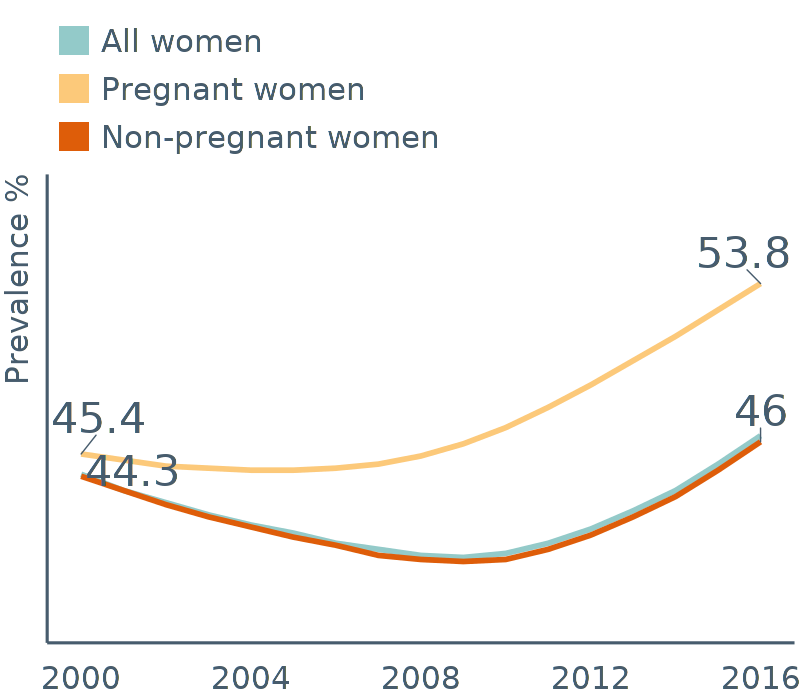 All women
Pregnant women
Non-pregnant women
Prevalence %
53.8
45.4
46
44.3
2000 2004 2008 2012 2016